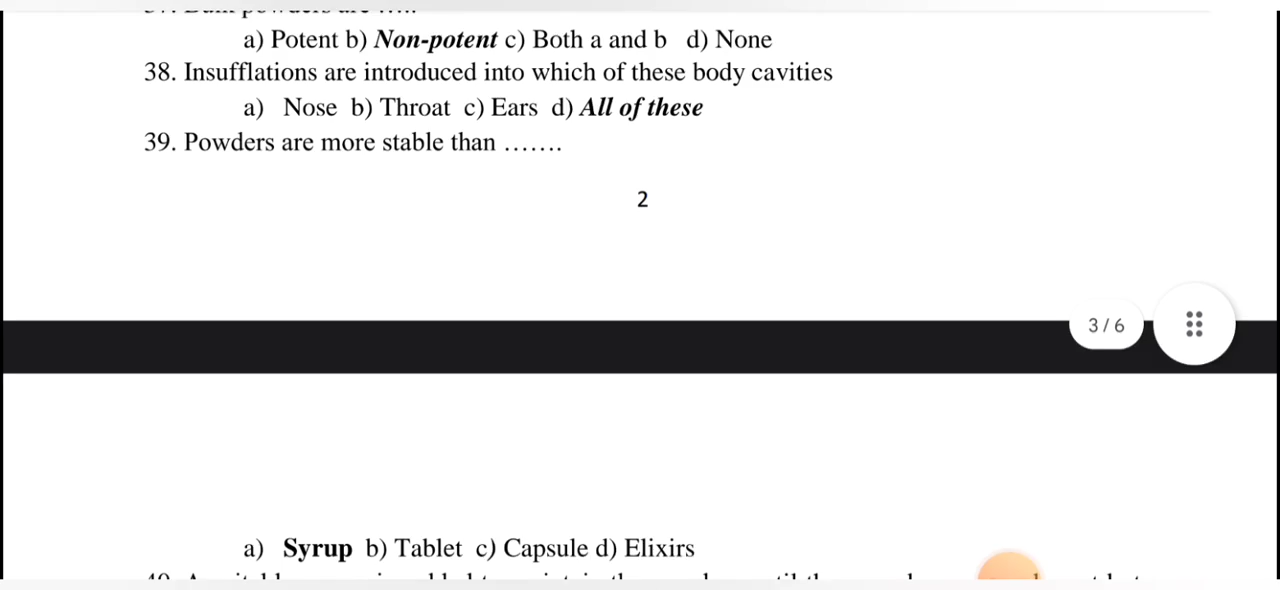 a) Potent b) Non-potent c) Both a and b d) None
38. Insufflations are introduced into which of these body cavities
a) Nose b) Throat c) Ears d) All of these
39. Powders are more stable than …….
2
3 / 6
a) Syrup b) Tablet c) Capsule d) Elixirs